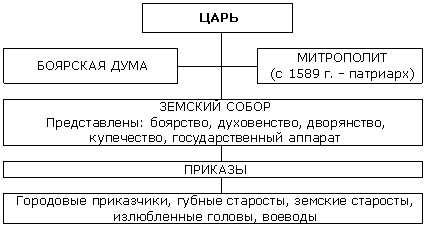 ЦАРЬ
БОЯРСКАЯ ДУМА
МИТРОПОЛИТ
(с 1589 г. – патриарх)
ЗЕМСКИЙ СОБОР
Представлены: боярство, духовенство, дворянство,
купечество, государственный аппарат
ПРИКАЗЫ
Городовые приказчики, губные старосты, земские старосты,
излюбленные головы, воеводы